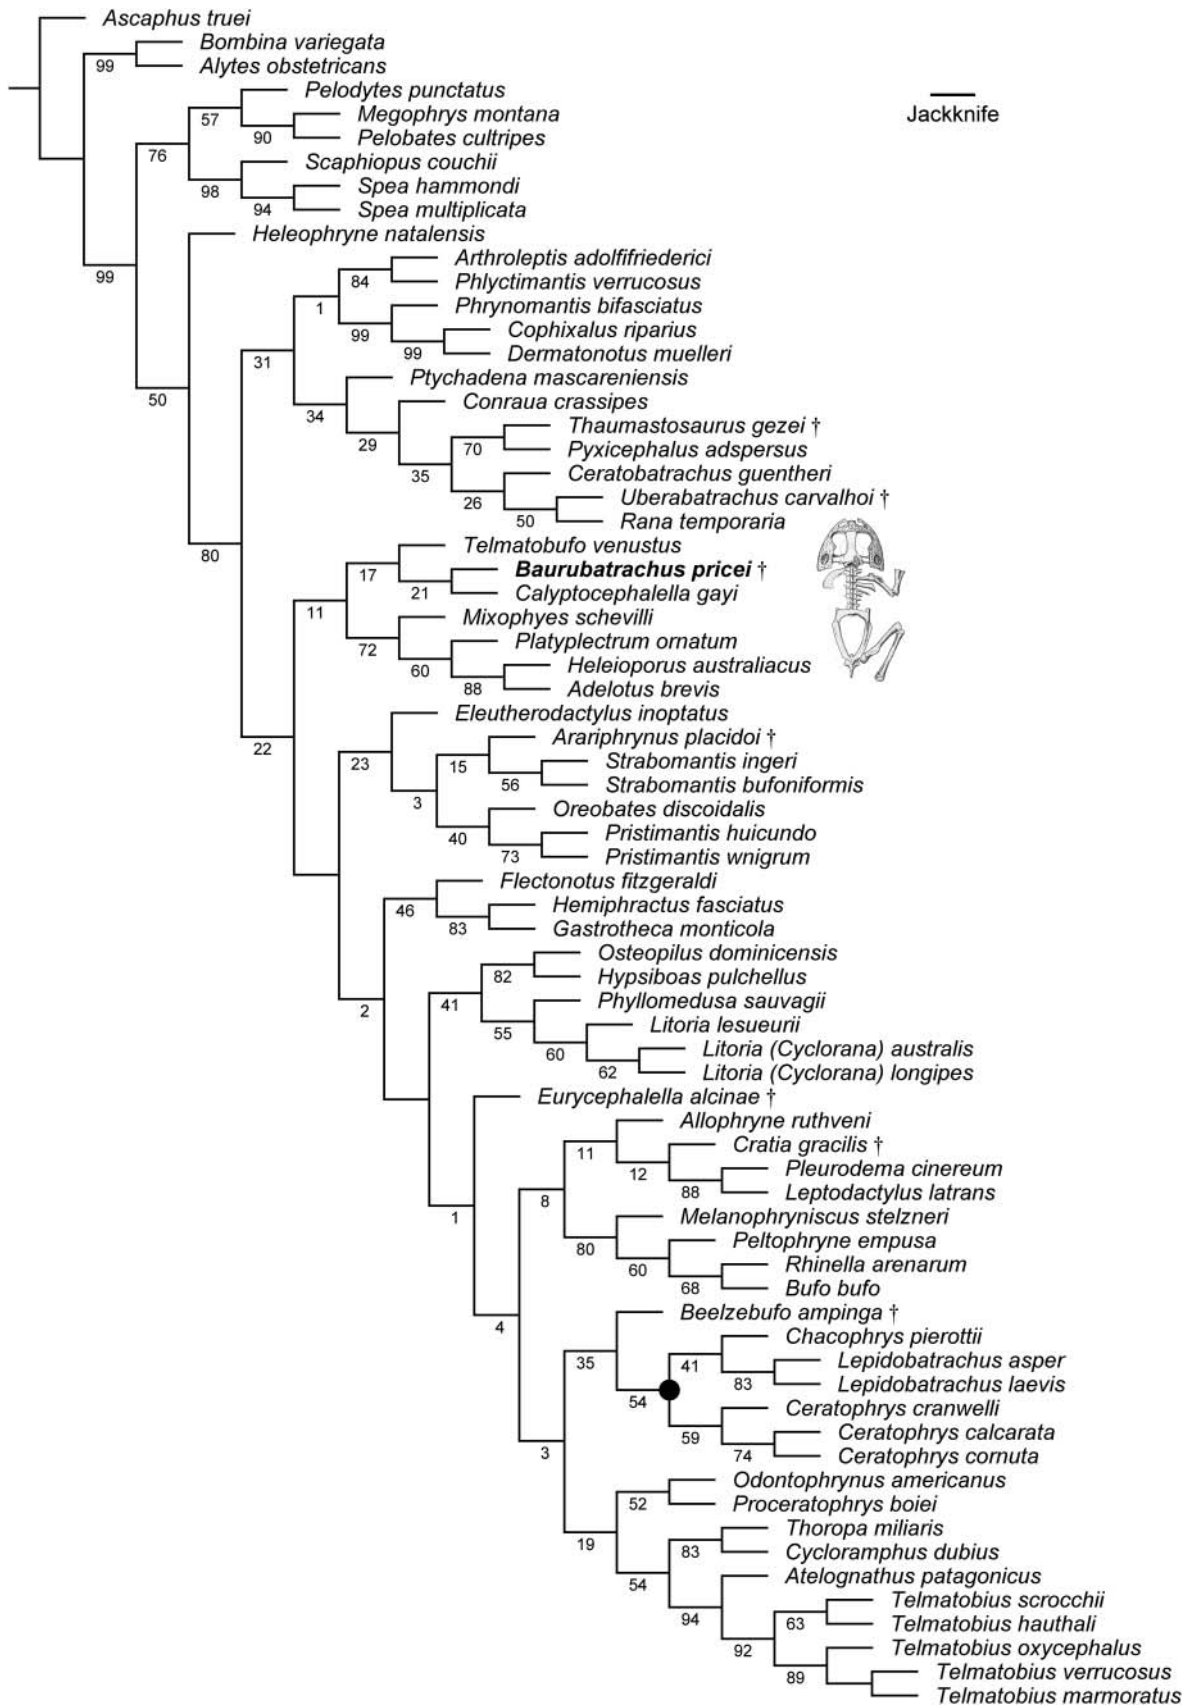 Ascaphus truei
Bombina variegata
99
Alytes obstetricans
Pelodytes punctatus
Jackknife
57
Megophrys montana
90
Pelobates cultripes
76
Scaphiopus couchii
98
Spea hammondi
94
Spea multiplicata
Heleophryne natalensis
99
Arthroleptis adolfifriederici
84
Phlyctimantis verrucosus
1
Phrynomantis bifasciatus
99
Cophixalus riparius
99
Dermatonotus muelleri
31
Ptychadena mascareniensis
50
34
Conraua crassipes
29
Thaumastosaurus gezei †
70
Pyxicephalus adspersus
35
Ceratobatrachus guentheri
26
Uberabatrachus carvalhoi †
50
Rana temporaria
80
Telmatobufo venustus
17
Baurubatrachus pricei †
21
Calyptocephalella gayi
11
Mixophyes schevilli
72
Platyplectrum ornatum
60
Heleioporus australiacus
88
Adelotus brevis
22
Eleutherodactylus inoptatus
23
Arariphrynus placidoi †
15
Strabomantis ingeri
56
Strabomantis bufoniformis
3
Oreobates discoidalis
40
Pristimantis huicundo
73
Pristimantis wnigrum
Flectonotus fitzgeraldi
46
Hemiphractus fasciatus
83
Gastrotheca monticola
Osteopilus dominicensis
82
Hypsiboas pulchellus
2
41
Phyllomedusa sauvagii
55
Litoria lesueurii
60
Litoria (Cyclorana) australis
62
Litoria (Cyclorana) longipes
Eurycephalella alcinae †
Allophryne ruthveni
11
Cratia gracilis †
12
Pleurodema cinereum
88
Leptodactylus latrans
1
8
Melanophryniscus stelzneri
80
Peltophryne empusa
60
Rhinella arenarum
68
Bufo bufo
4
Beelzebufo ampinga †
35
Chacophrys pierottii
41
Lepidobatrachus asper
83
Lepidobatrachus laevis
54
Ceratophrys cranwelli
59
Ceratophrys calcarata
74
Ceratophrys cornuta
3
Odontophrynus americanus
52
Proceratophrys boiei
19
Thoropa miliaris
83
Cycloramphus dubius
54
Atelognathus patagonicus
94
Telmatobius scrocchii
63
Telmatobius hauthali
92
Telmatobius oxycephalus
89
Telmatobius verrucosus
Telmatobius marmoratus